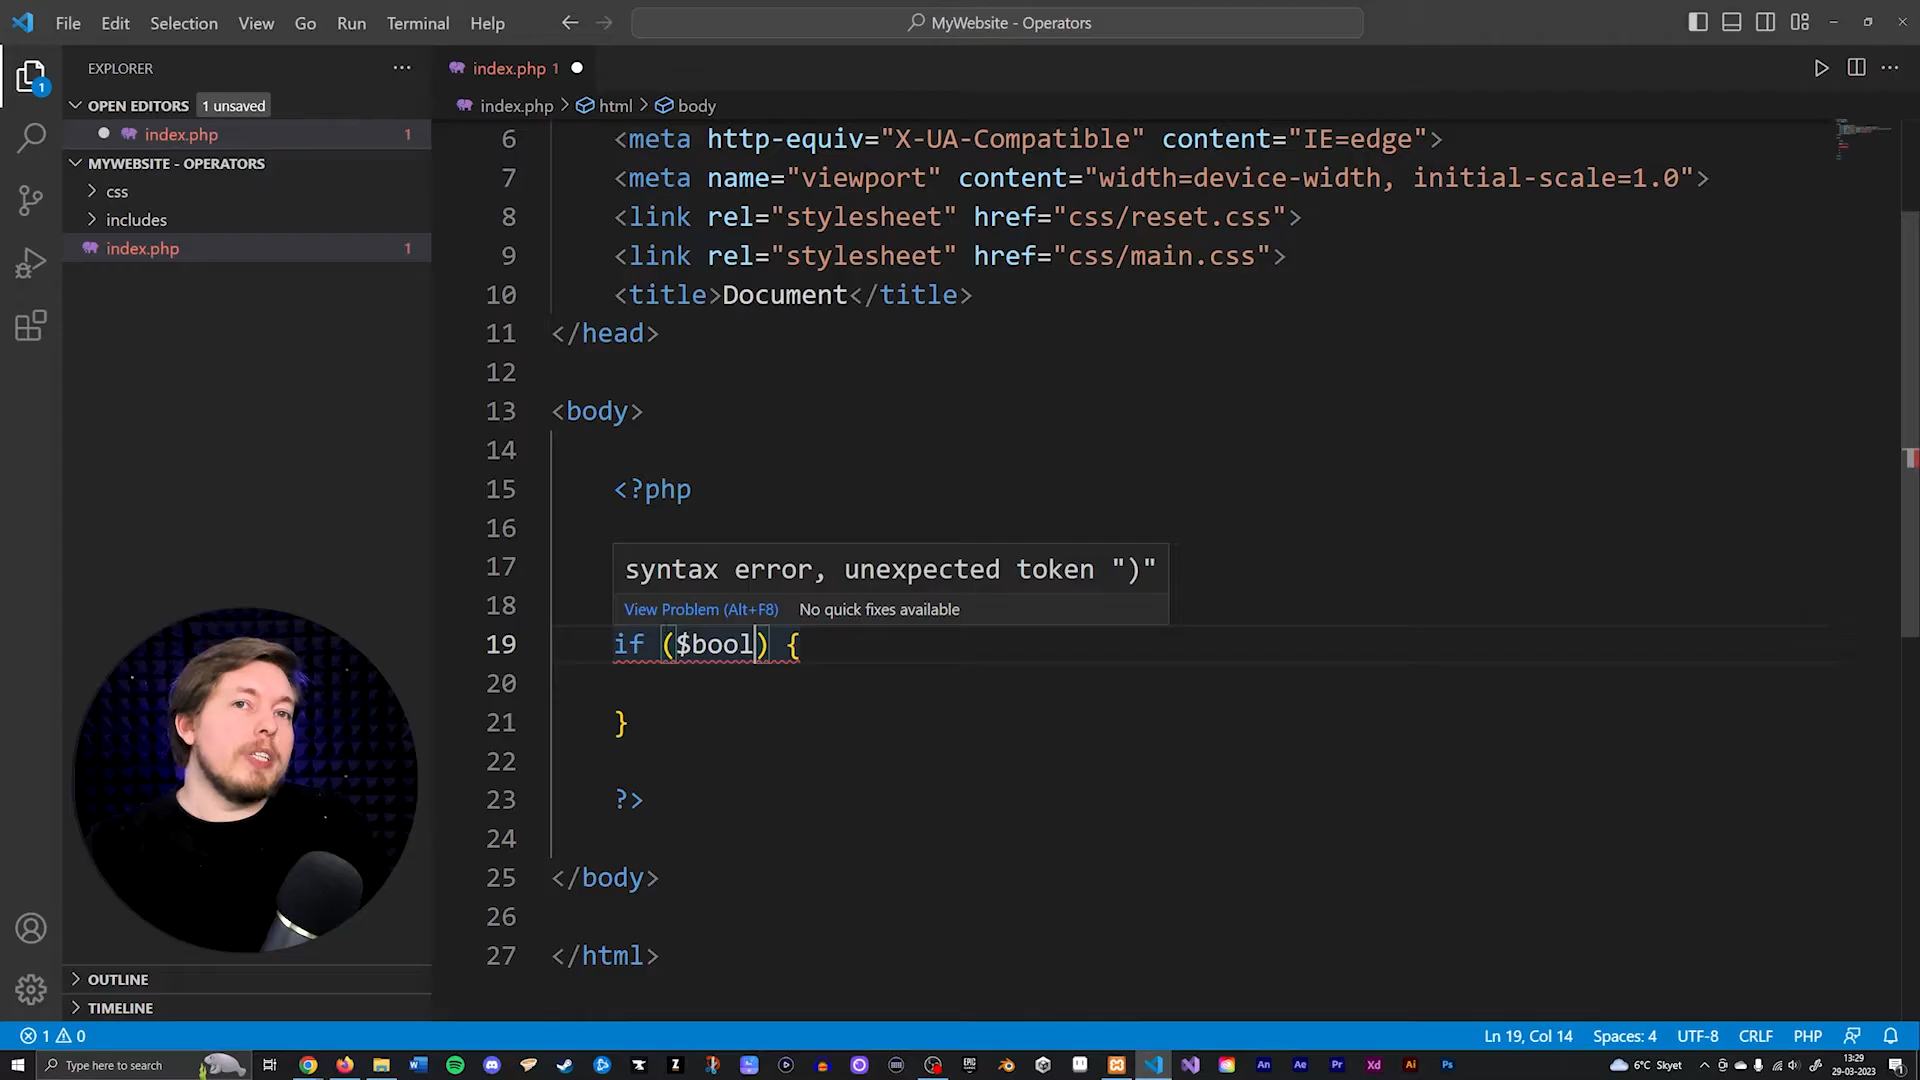 File Edit Selection View Go Run Terminal Help
MyWebsite - Operators
EXPLORER
OPEN EDITORS 1 unsaved
index.php 1
MYWEBSITE - OPERATORS
css
includes
index.php 1
OUTLINE
TIMELINE
index.php 1
index.php > html > body
6 <meta http-equiv="X-UA-Compatible" content="IE=edge">
7 <meta name="viewport" content="width=device-width, initial-scale=1.0">
8 <link rel="stylesheet" href="css/reset.css">
9 <link rel="stylesheet" href="css/main.css">
10 <title>Document</title>
11 </head>
12
13 <body>
14
15 <?php
16
17
syntax error, unexpected token ")"
18
View Problem (Alt+F8) No quick fixes available
19 if ($bool) {
20
21 }
22
23 ?>
24
25 </body>
26
27 </html>
1 0
Ln 19, Col 14 Spaces: 4 UTF-8 CRLF PHP
Type here to search
6°C Skyet
13:29
29-03-2023